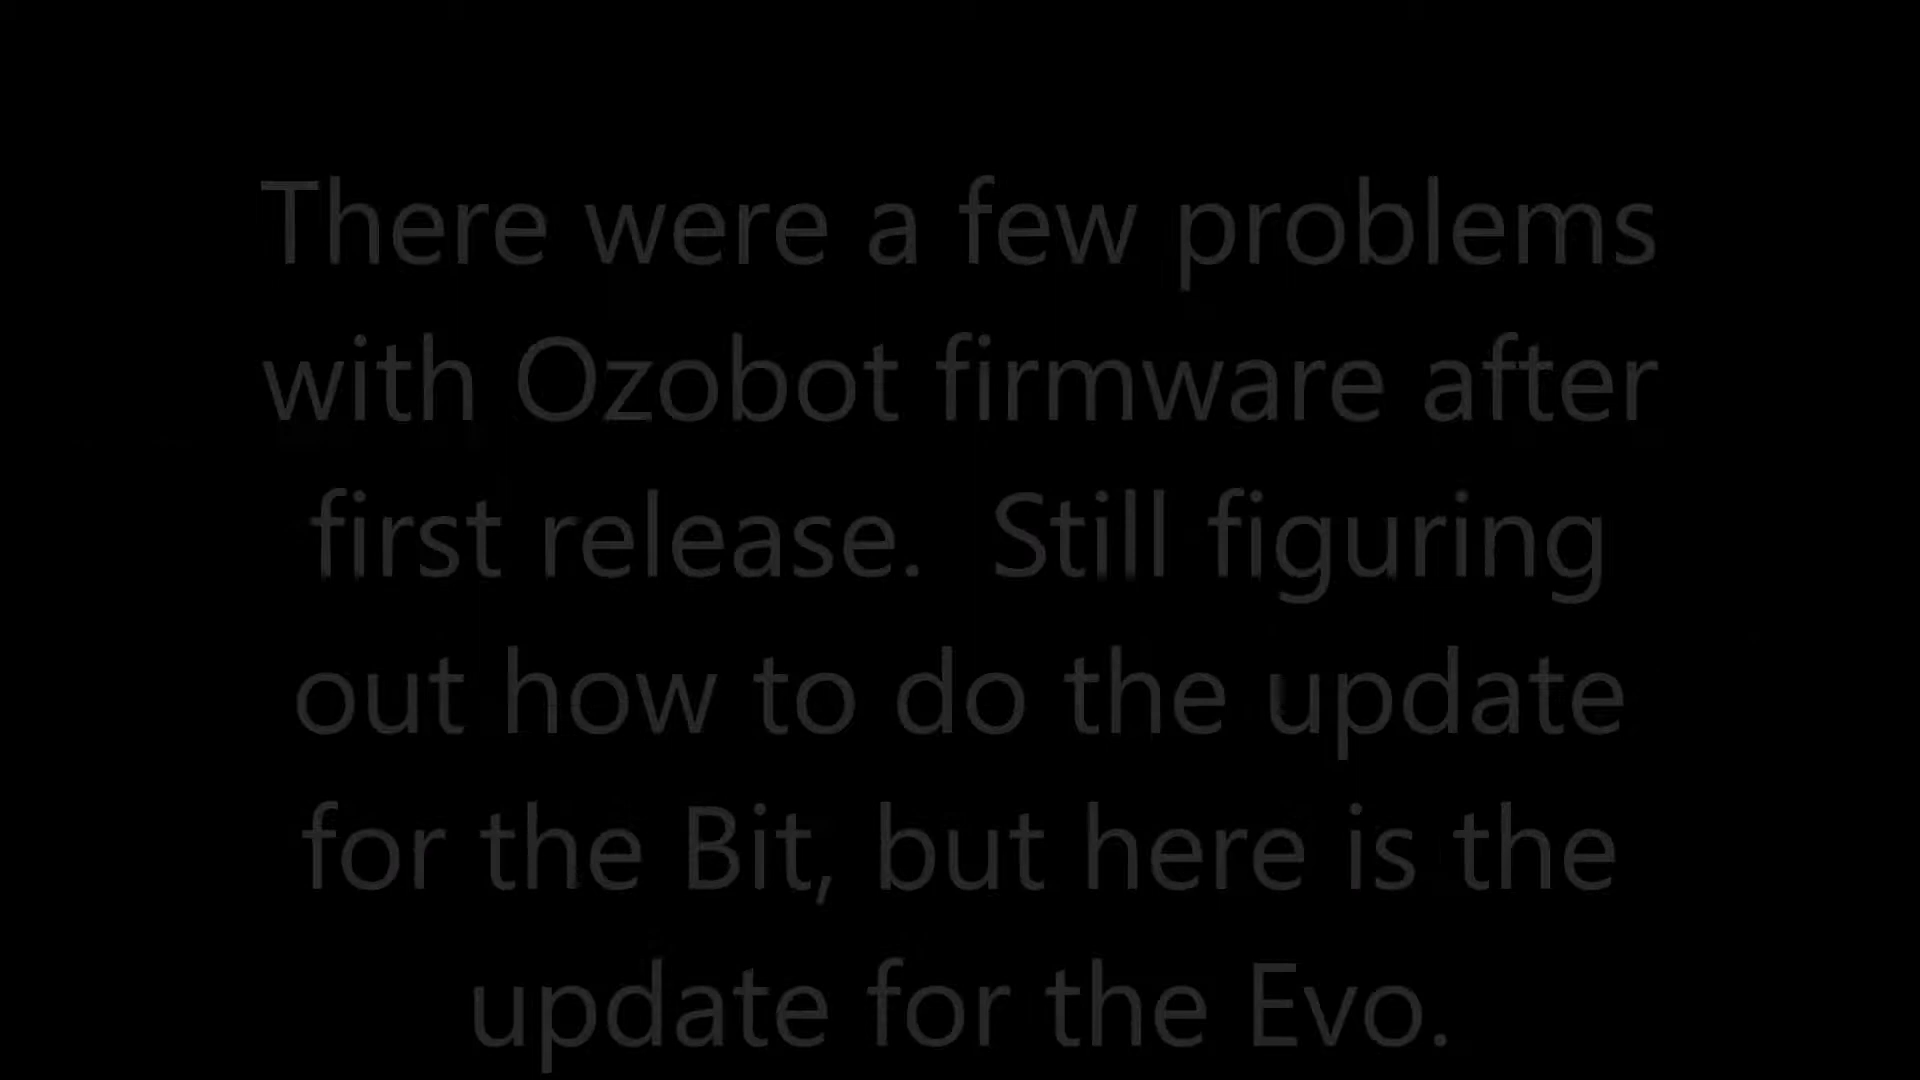 There were a few problems
with Ozobot firmware after
first release.  Still figuring
out how to do the update
for the Bit, but here is the
update for the Evo.